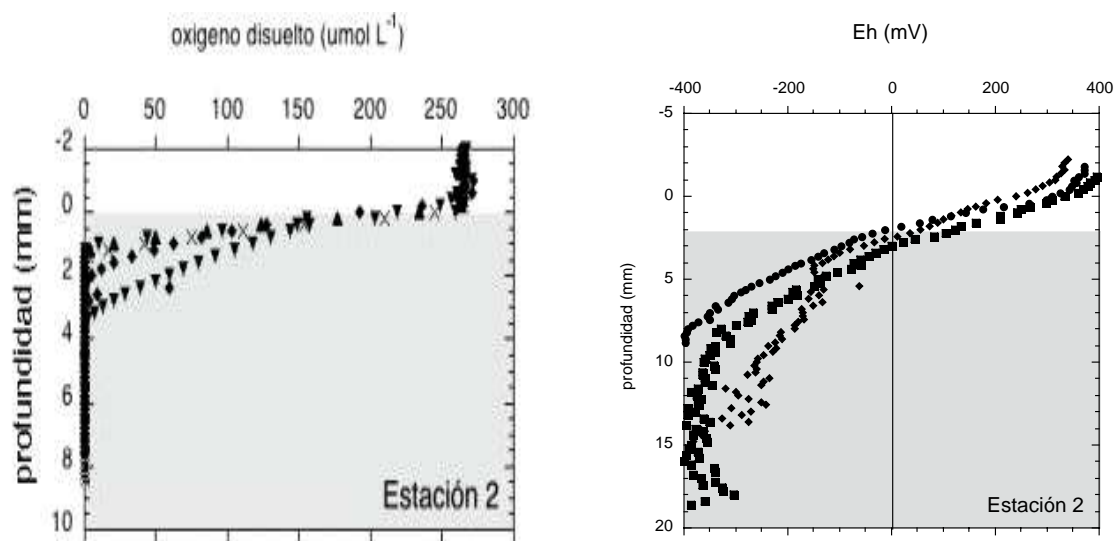 oxigeno disuelto (umol L⁻¹)
0 50 100 150 200 250 300
-2
0
2
4
6
8
10
profundidad (mm)
Estación 2
Eh (mV)
-400 -200 0 200 400
-5
0
5
10
15
20
profundidad (mm)
Estación 2